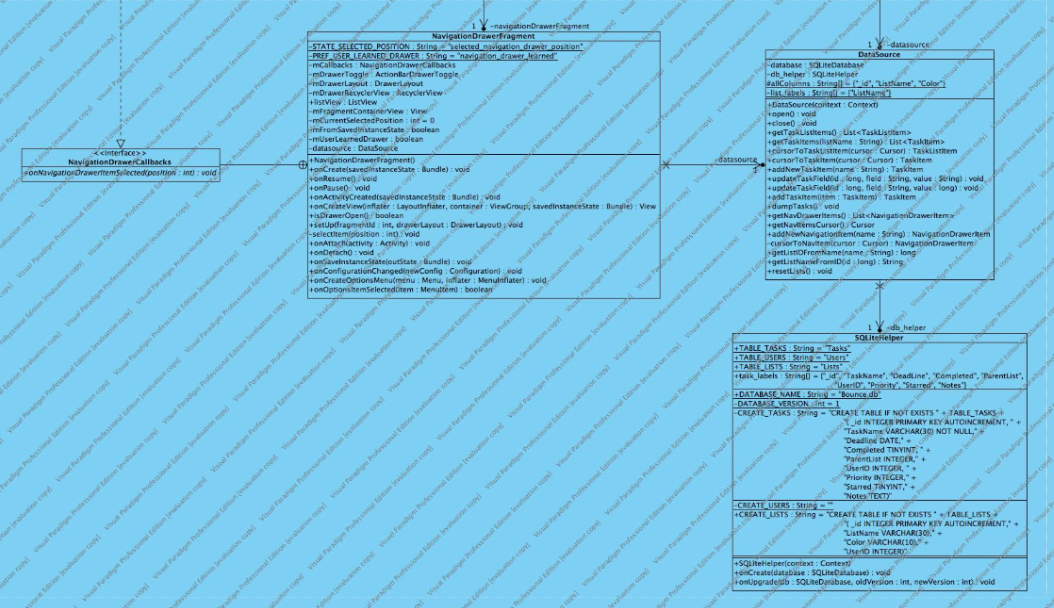 1 -navigationDrawerFragment
NavigationDrawerFragment
-STATE_SELECTED_POSITION : String = "selected_navigation_drawer_position"
-PREF_USER_LEARNED_DRAWER : String = "navigation_drawer_learned"
-mCallbacks : NavigationDrawerCallbacks
-mDrawerToggle : ActionBarDrawerToggle
-mDrawerLayout : DrawerLayout
-mDrawerRecyclerView : RecyclerView
+listView : ListView
-mFragmentContainerView : View
-mCurrentSelectedPosition : int = 0
-mFromSavedInstanceState : boolean
-mUserLearnedDrawer : boolean
-datasource : DataSource
+NavigationDrawerFragment()
+onCreate(savedInstanceState : Bundle) : void
+onResume() : void
+onPause() : void
+onActivityCreated(savedInstanceState : Bundle) : void
+onCreateView(inflater : LayoutInflater, container : ViewGroup, savedInstanceState : Bundle) : View
+isDrawerOpen() : boolean
+setUp(fragmentId : int, drawerLayout : DrawerLayout) : void
-selectItem(position : int) : void
+onAttach(activity : Activity) : void
+onDetach() : void
+onSaveInstanceState(outState : Bundle) : void
+onConfigurationChanged(newConfig : Configuration) : void
+onCreateOptionsMenu(menu : Menu, inflater : MenuInflater) : void
+onOptionsItemSelected(item : MenuItem) : boolean
<<Interface>>
NavigationDrawerCallbacks
+onNavigationDrawerItemSelected(position : int) : void
-datasource
1
1 -datasource
DataSource
-database : SQLiteDatabase
-db_helper : SQLiteHelper
#allColumns : String[] = {"_id", "ListName", "Color"}
-list_labels : String[] = {"ListName"}
+DataSource(context : Context)
+open() : void
+close() : void
+getTaskListItems() : List<TaskListItem>
+getTasks(listName : String) : List<TaskItem>
-cursorToTaskListItem(cursor : Cursor) : TaskListItem
-cursorToTaskItem(cursor : Cursor) : TaskItem
+addNewTaskItem(name : String) : TaskItem
+updateTaskField(id : long, field : String, value : String) : void
+updateTaskField(id : long, field : String, value : long) : void
+addTaskItem(item : TaskItem) : TaskItem
+dumpTasks() : void
+getNavDrawerItems() : List<NavigationDrawerItem>
+getNavItemsCursor() : Cursor
+addNewNavigationItem(name : String) : NavigationDrawerItem
-cursorToNavItem(cursor : Cursor) : NavigationDrawerItem
+getListIDFromName(name : String) : long
+getListNameFromID(id : long) : String
+resetLists() : void
1 -db_helper
SQLiteHelper
+TABLE_TASKS : String = "Tasks"
+TABLE_USERS : String = "Users"
+TABLE_LISTS : String = "Lists"
+task_labels : String[] = {"_id", "TaskName", "DeadLine", "Completed", "ParentList",
"UserID", "Priority", "Starred", "Notes"}
+DATABASE_NAME : String = "Bounce.db"
-DATABASE_VERSION : int = 1
-CREATE_TASKS : String = "CREATE TABLE IF NOT EXISTS " + TABLE_TASKS +
"( _id INTEGER PRIMARY KEY AUTOINCREMENT, " +
"TaskName VARCHAR(30) NOT NULL," +
"Deadline DATE," +
"Completed TINYINT, " +
"ParentList INTEGER," +
"UserID INTEGER, " +
"Priority INTEGER," +
"Starred TINYINT," +
"Notes TEXT)"
-CREATE_USERS : String = ""
+CREATE_LISTS : String = "CREATE TABLE IF NOT EXISTS " + TABLE_LISTS +
"( _id INTEGER PRIMARY KEY AUTOINCREMENT," +
"ListName VARCHAR(30)," +
"Color VARCHAR(10)," +
"UserID INTEGER)"
+SQLiteHelper(context : Context)
+onCreate(database : SQLiteDatabase) : void
+onUpgrade(db : SQLiteDatabase, oldVersion : int, newVersion : int) : void
Visual Paradigm Professional Edition [evaluation copy]